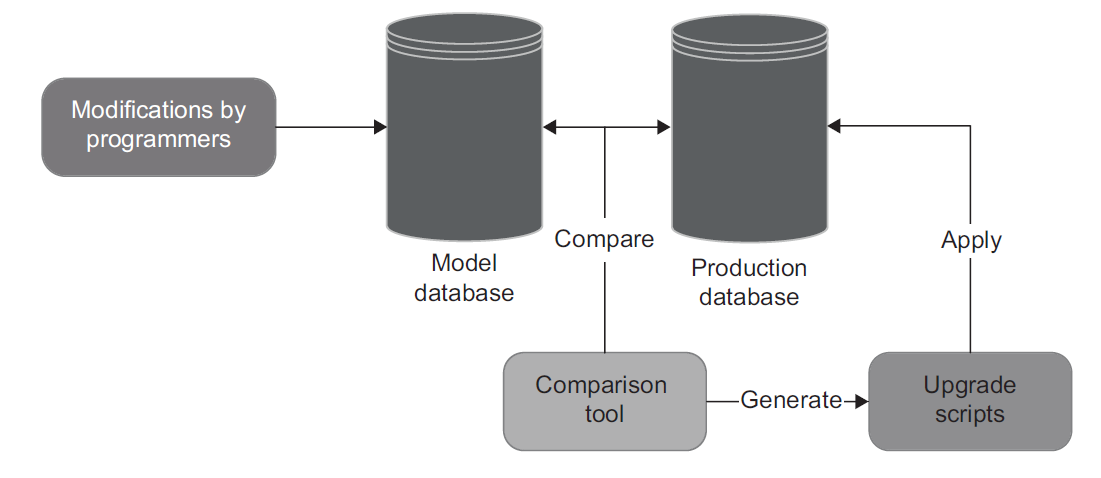 Modifications by
programmers
Model
database
Compare
Production
database
Apply
Comparison
tool
Generate
Upgrade
scripts